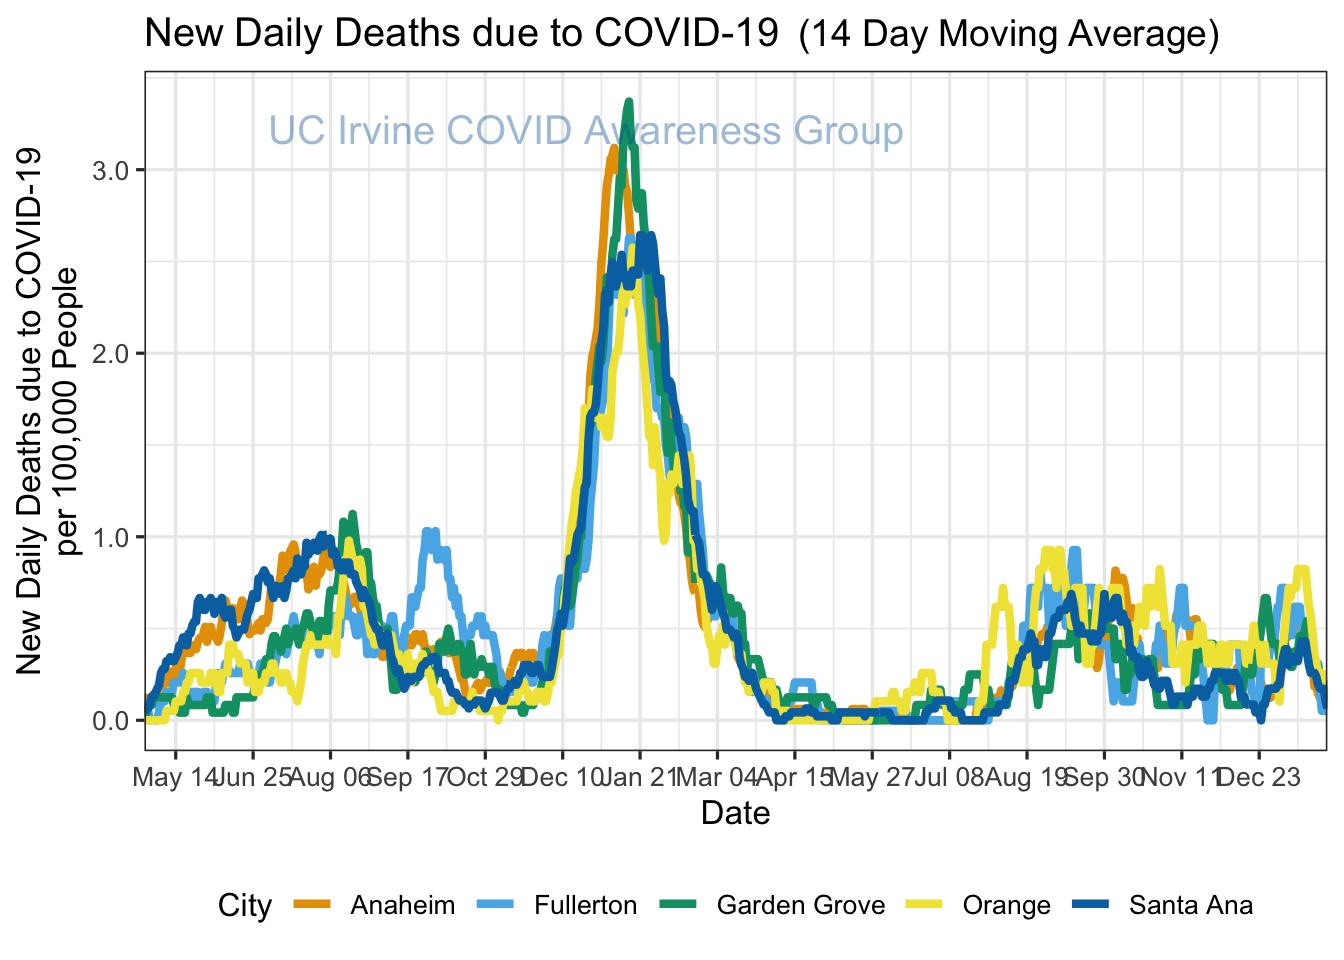 New Daily Deaths due to COVID-19 (14 Day Moving Average)
UC Irvine COVID Awareness Group
New Daily Deaths due to COVID-19
per 100,000 People
3.0
2.0
1.0
0.0
May 14 Jun 25 Aug 06 Sep 17 Oct 29 Dec 10 Jan 21 Mar 04 Apr 15 May 27 Jul 08 Aug 19 Sep 30 Nov 11 Dec 23
Date
City Anaheim Fullerton Garden Grove Orange Santa Ana